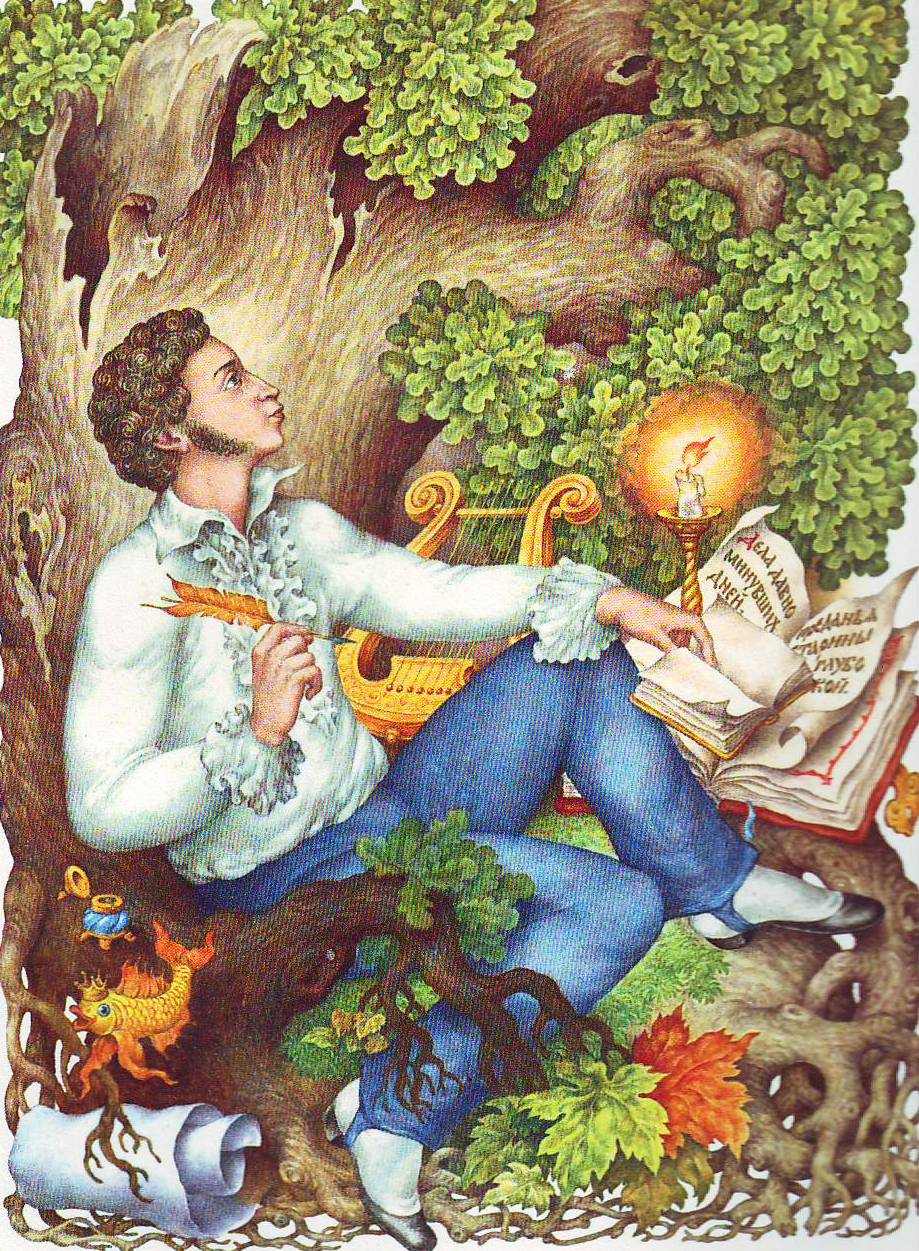 Дела давно
минувших
дней.
преданья
старины
глубо
кой.